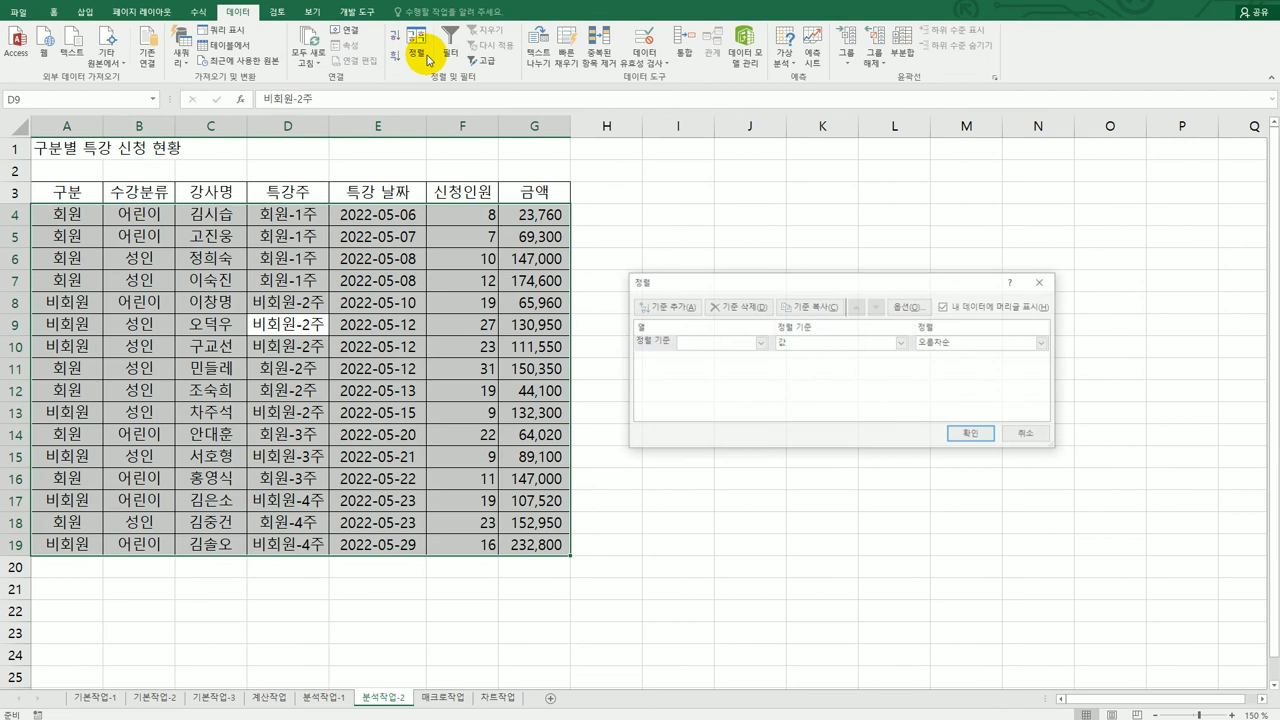 파일 홈 삽입 페이지 레이아웃 수식 데이터 검토 보기 개발 도구 수행할 작업을 알려 주세요. 공유
Access 웹 텍스트 기타 원본에서 기존 연결 새쿼리 쿼리 표시 테이블에서 최근에 사용한 원본 모두 새로 고침 연결 속성 연결 편집 정렬 필터 지우기 다시 적용 고급 텍스트 나누기 빠른 채우기 중복된 항목 제거 데이터 유효성 검사 통합 관계 데이터 모델 관리 가상 분석 예측 시트 그룹 그룹 해제 부분합 하위 수준 표시 하위 수준 숨기기
외부 데이터 가져오기 가져오기 및 변환 연결 정렬 및 필터 데이터 도구 예측 윤곽선
D9 fx 비회원-2주
A B C D E F G H I J K L M N O P Q
1 구분별 특강 신청 현황
2
3 구분 수강분류 강사명 특강주 특강 날짜 신청인원 금액
4 회원 어린이 김시습 회원-1주 2022-05-06 8 23,760
5 회원 어린이 고진웅 회원-1주 2022-05-07 7 69,300
6 회원 성인 정희숙 회원-1주 2022-05-08 10 147,000
7 회원 성인 이숙진 회원-1주 2022-05-08 12 174,600
8 비회원 어린이 이창명 비회원-2주 2022-05-10 19 65,960
9 비회원 성인 오덕우 비회원-2주 2022-05-12 27 130,950
10 비회원 성인 구교선 비회원-2주 2022-05-12 23 111,550
11 회원 성인 민들레 회원-2주 2022-05-12 31 150,350
12 회원 성인 조숙희 회원-2주 2022-05-13 19 44,100
13 비회원 성인 차주석 비회원-2주 2022-05-15 9 132,300
14 회원 어린이 안대훈 회원-3주 2022-05-20 22 64,020
15 비회원 성인 서호형 비회원-3주 2022-05-21 9 89,100
16 회원 어린이 홍영식 회원-3주 2022-05-22 11 147,000
17 비회원 어린이 김은소 비회원-4주 2022-05-23 19 107,520
18 회원 성인 김중건 회원-4주 2022-05-23 23 152,950
19 비회원 어린이 김솔오 비회원-4주 2022-05-29 16 232,800
20
21
22
23
24
25
정렬 ?
기준 추가(A) 기준 삭제(D) 기준 복사(C) 옵션(O)... 내 데이터에 머리글 표시(H)
열 정렬 기준 정렬
정렬 기준 값 오름차순
확인 취소
기본작업-1 기본작업-2 기본작업-3 계산작업 분석작업-1 분석작업-2 매크로작업 차트작업
준비 150 %